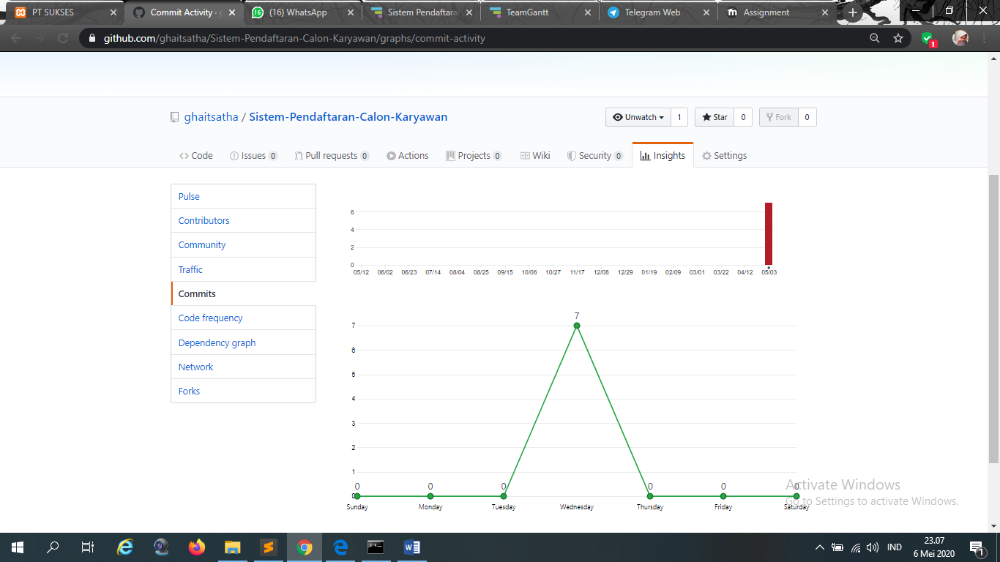 PT SUKSES
Commit Activity · g
(16) WhatsApp
Sistem Pendaftara
TeamGantt
Telegram Web
Assignment
github.com/ghaitsatha/Sistem-Pendaftaran-Calon-Karyawan/graphs/commit-activity
1
ghaitsatha / Sistem-Pendaftaran-Calon-Karyawan
Unwatch 1
Star 0
Fork 0
Code
Issues 0
Pull requests 0
Actions
Projects 0
Wiki
Security 0
Insights
Settings
Pulse
Contributors
Community
Traffic
Commits
Code frequency
Dependency graph
Network
Forks
6
4
2
0
05/12 06/02 06/23 07/14 08/04 08/25 09/15 10/06 10/27 11/17 12/08 12/29 01/19 02/09 03/01 03/22 04/12 05/03
7
7
6
5
4
3
2
1
0 0 0 0 0 0
0
Sunday Monday Tuesday Wednesday Thursday Friday Saturday
Activate Windows
Go to Settings to activate Windows.
IND
23.07
6 Mei 2020
1